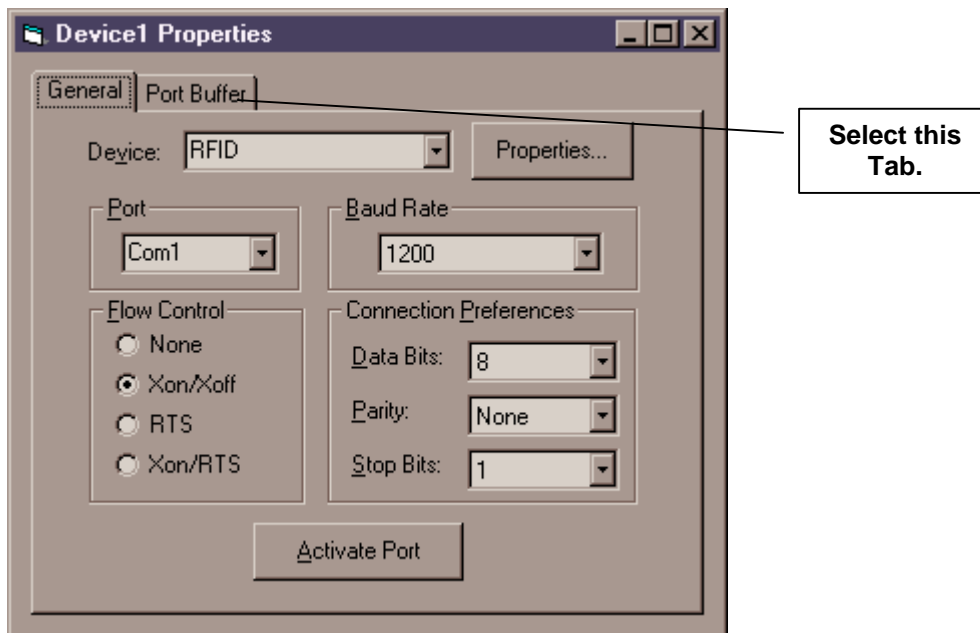 Device1 Properties
General
Port Buffer
Select this
Tab.
Device:
RFID
Properties...
Port
Com1
Baud Rate
1200
Flow Control
None
Xon/Xoff
RTS
Xon/RTS
Connection Preferences
Data Bits:
8
Parity:
None
Stop Bits:
1
Activate Port